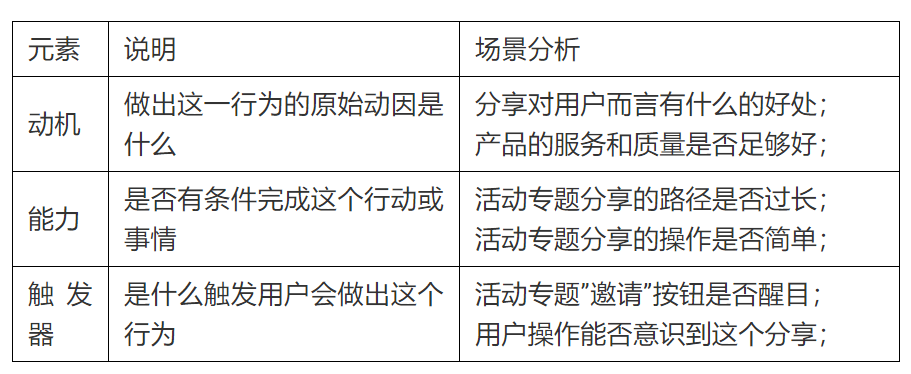 元素 说明 场景分析
动机 做出这一行为的原始动因是什么 分享对用户而言有什么的好处；
产品的服务和质量是否足够好；
能力 是否有条件完成这个行动或事情 活动专题分享的路径是否过长；
活动专题分享的操作是否简单；
触发器 是什么触发用户会做出这个行为 活动专题”邀请”按钮是否醒目；
用户操作能否意识到这个分享；